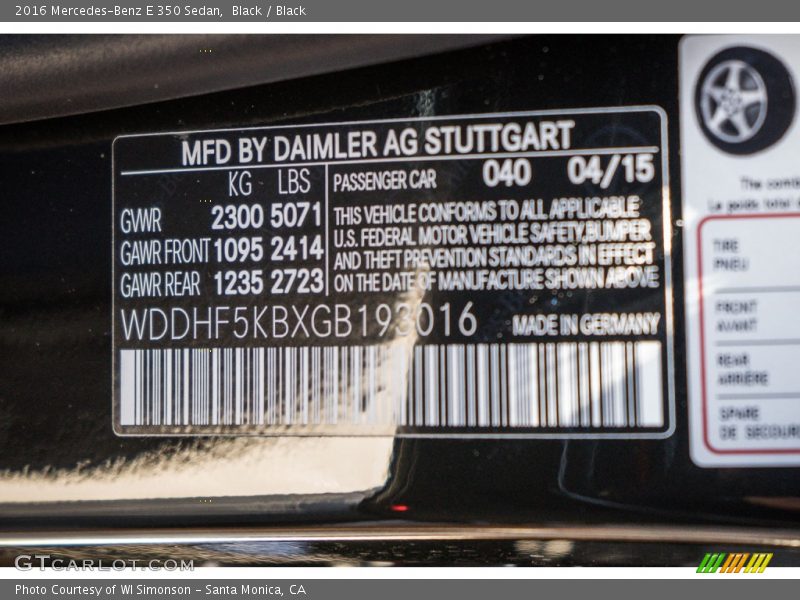 2016 Mercedes-Benz E 350 Sedan, Black / Black
MFD BY DAIMLER AG STUTTGART
KG LBS
GVWR 2300 5071
GAWR FRONT 1095 2414
GAWR REAR 1235 2723
PASSENGER CAR 040 04/15
THIS VEHICLE CONFORMS TO ALL APPLICABLE
U.S. FEDERAL MOTOR VEHICLE SAFETY,BUMPER
AND THEFT PREVENTION STANDARDS IN EFFECT
ON THE DATE OF MANUFACTURE SHOWN ABOVE
WDDHF5KBXGB193016 MADE IN GERMANY
The
Le guide total
TIRE
PNEU
FRONT
AVANT
REAR
ARRIÈRE
SPARE
DE SECOURS
GTCARLOT.COM
Photo Courtesy of WI Simonson - Santa Monica, CA